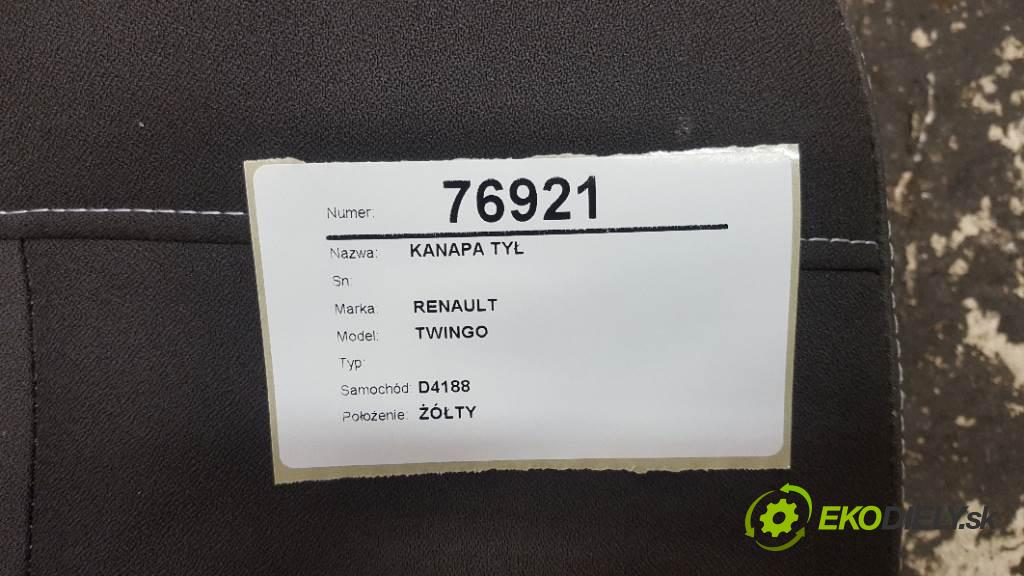 Numer: 76921
Nazwa: KANAPA TYŁ
Sn:
Marka: RENAULT
Model: TWINGO
Typ:
Samochód: D4188
Położenie: ŻÓŁTY
EKODIELY.sk